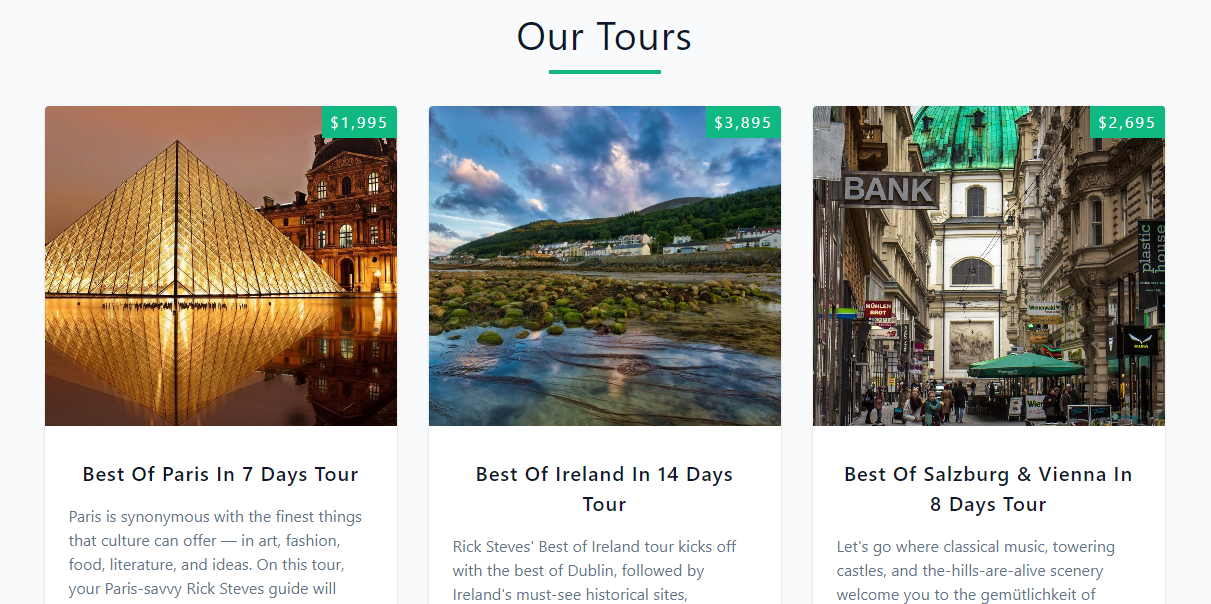 Our Tours
$1,995
$3,895
$2,695
BANK
plastic
house
MÜHLEN
BROT
Wienerwald
Wien
Best Of Paris In 7 Days Tour
Paris is synonymous with the finest things
that culture can offer — in art, fashion,
food, literature, and ideas. On this tour,
your Paris-savvy Rick Steves guide will
Best Of Ireland In 14 Days
Tour
Rick Steves' Best of Ireland tour kicks off
with the best of Dublin, followed by
Ireland's must-see historical sites,
Best Of Salzburg & Vienna In
8 Days Tour
Let's go where classical music, towering
castles, and the-hills-are-alive scenery
welcome you to the gemütlichkeit of